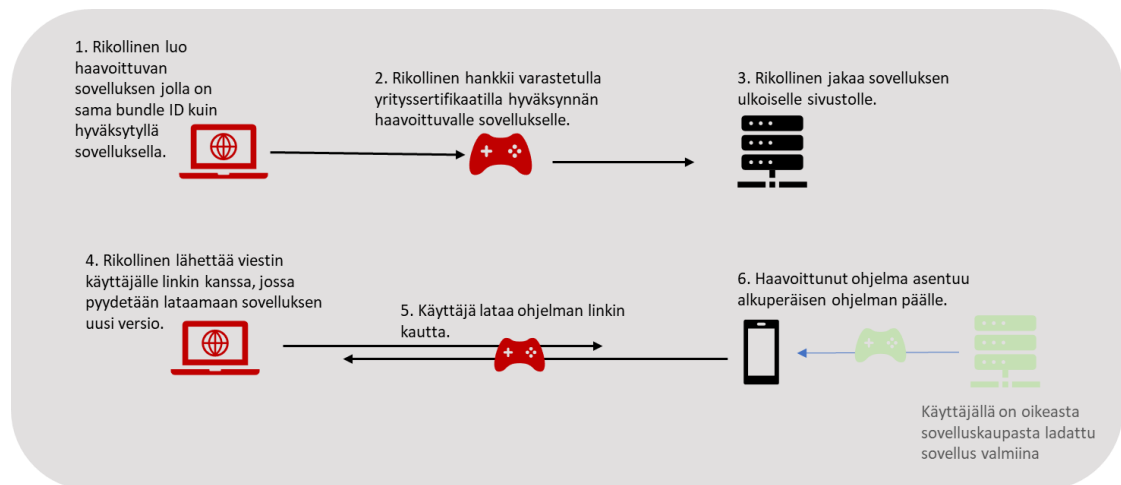 1. Rikollinen luo
haavoittuvan
sovelluksen jolla on
sama bundle ID kuin
hyväksytyllä
sovelluksella.
2. Rikollinen hankkii varastetulla
yrityssertifikaatilla hyväksynnän
haavoittuvalle sovellukselle.
3. Rikollinen jakaa sovelluksen
ulkoiselle sivustolle.
4. Rikollinen lähettää viestin
käyttäjälle linkin kanssa, jossa
pyydetään lataamaan sovelluksen
uusi versio.
5. Käyttäjä lataa ohjelman linkin
kautta.
6. Haavoittunut ohjelma asentuu
alkuperäisen ohjelman päälle.
Käyttäjällä on oikeasta
sovelluskaupasta ladattu
sovellus valmiina